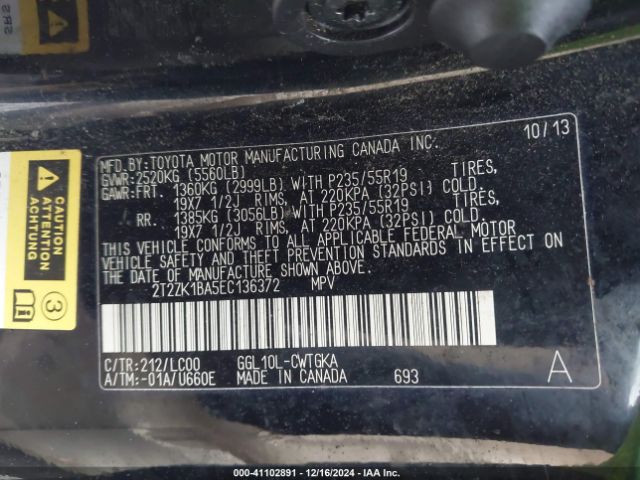 CAUTION
ATTENTION
ACHTUNG
MFD.BY:TOYOTA MOTOR MANUFACTURING CANADA INC. 10/13
GVWR:2520KG (5560LB)
GAWR:FRT. 1360KG (2999LB) WITH P235/55R19 TIRES,
19X7 1/2J RIMS, AT 220KPA (32PSI) COLD.
RR. 1385KG (3056LB) WITH P235/55R19 TIRES,
19X7 1/2J RIMS, AT 220KPA (32PSI) COLD.
THIS VEHICLE CONFORMS TO ALL APPLICABLE FEDERAL MOTOR
VEHICLE SAFETY AND THEFT PREVENTION STANDARDS IN EFFECT ON
THE DATE OF MANUFACTURE SHOWN ABOVE.
2T2ZK1BA5EC136372 MPV
C/TR:212/LC00 GGL10L-CWTGKA
A/TM:-01A/U660E MADE IN CANADA 693 A
CAUTION
ATTENTION
ACHTUNG
3
000-41102891 - 12/16/2024 - IAA Inc.